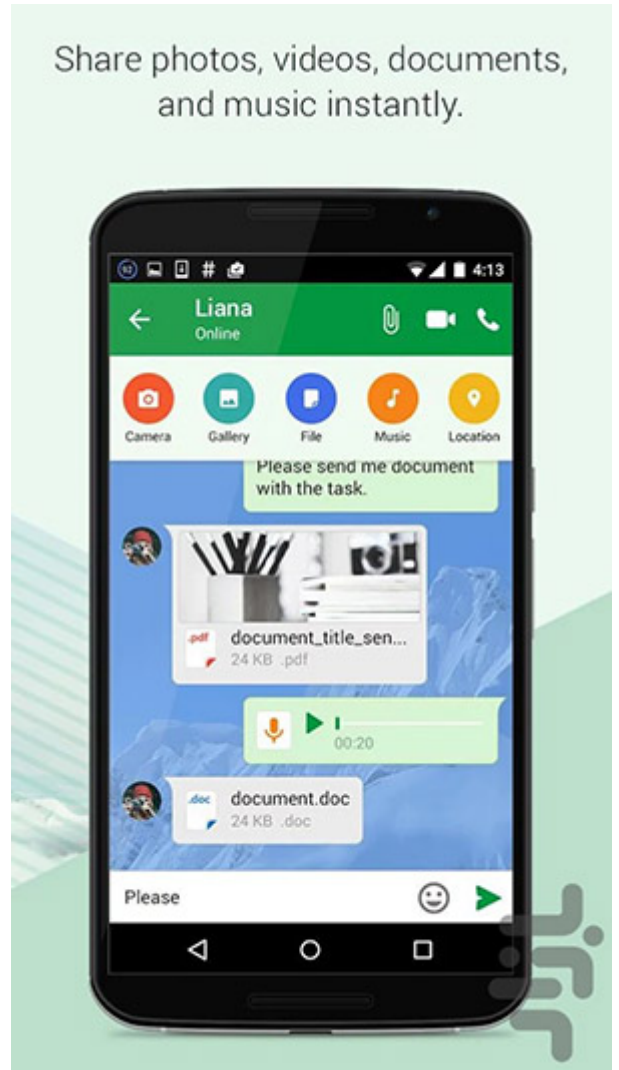 Share photos, videos, documents,
and music instantly.
92
# 4:13
Liana
Online
Camera Gallery File Music Location
Please send me document
with the task.
.pdf document_title_sen...
24 KB .pdf
00:20
.doc document.doc
24 KB .doc
Please